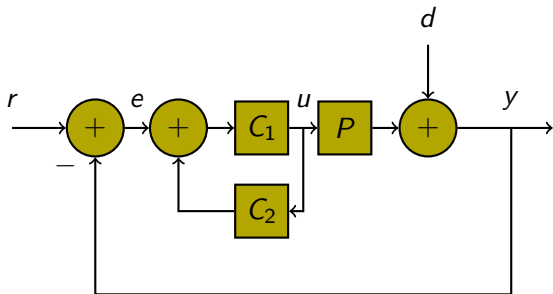 d
r e u y
+ + C₁ P +
−
C₂